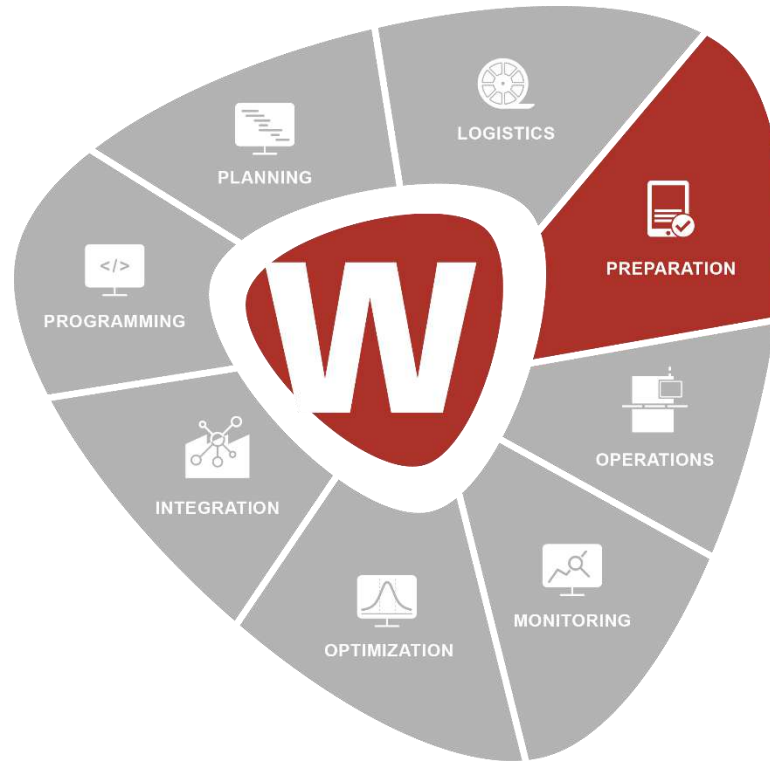 LOGISTICS
PLANNING
PREPARATION
</>
PROGRAMMING
W
OPERATIONS
INTEGRATION
MONITORING
OPTIMIZATION